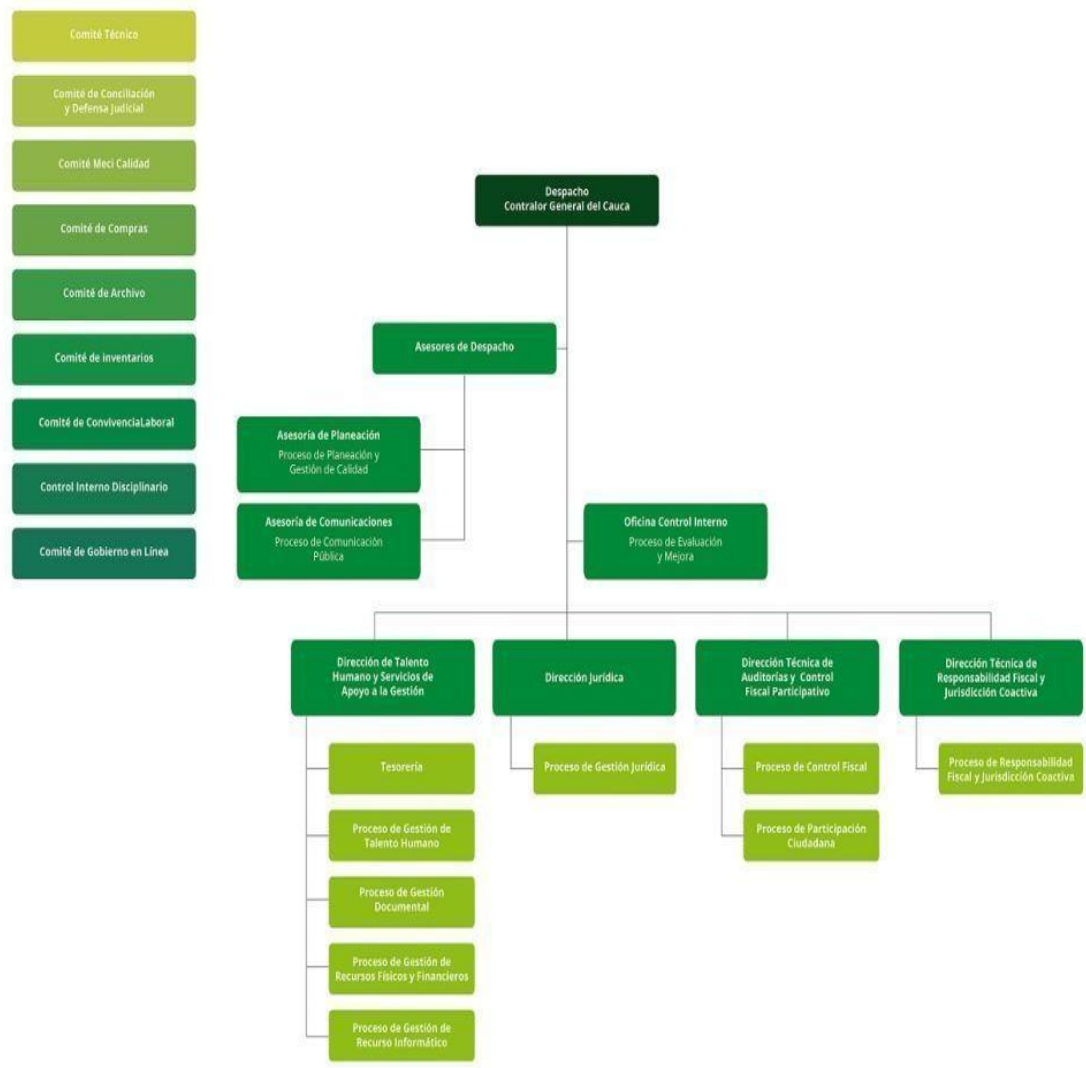 Comité Técnico
Comité de Conciliación
y Defensa Judicial
Comité Meci Calidad
Comité de Compras
Comité de Archivo
Comité de inventarios
Comité de ConvivenciaLaboral
Control Interno Disciplinario
Comité de Gobierno en Línea
Despacho
Contralor General del Cauca
Asesores de Despacho
Asesoría de Planeación
Proceso de Planeación y
Gestión de Calidad
Asesoría de Comunicaciones
Proceso de Comunicación
Pública
Oficina Control Interno
Proceso de Evaluación
y Mejora
Dirección de Talento
Humano y Servicios de
Apoyo a la Gestión
Tesorería
Proceso de Gestión de
Talento Humano
Proceso de Gestión
Documental
Proceso de Gestión de
Recursos Físicos y Financieros
Proceso de Gestión de
Recurso Informático
Dirección Jurídica
Proceso de Gestión Jurídica
Dirección Técnica de
Auditorías y Control
Fiscal Participativo
Proceso de Control Fiscal
Proceso de Participación
Ciudadana
Dirección Técnica de
Responsabilidad Fiscal y
Jurisdicción Coactiva
Proceso de Responsabilidad
Fiscal y Jurisdicción Coactiva